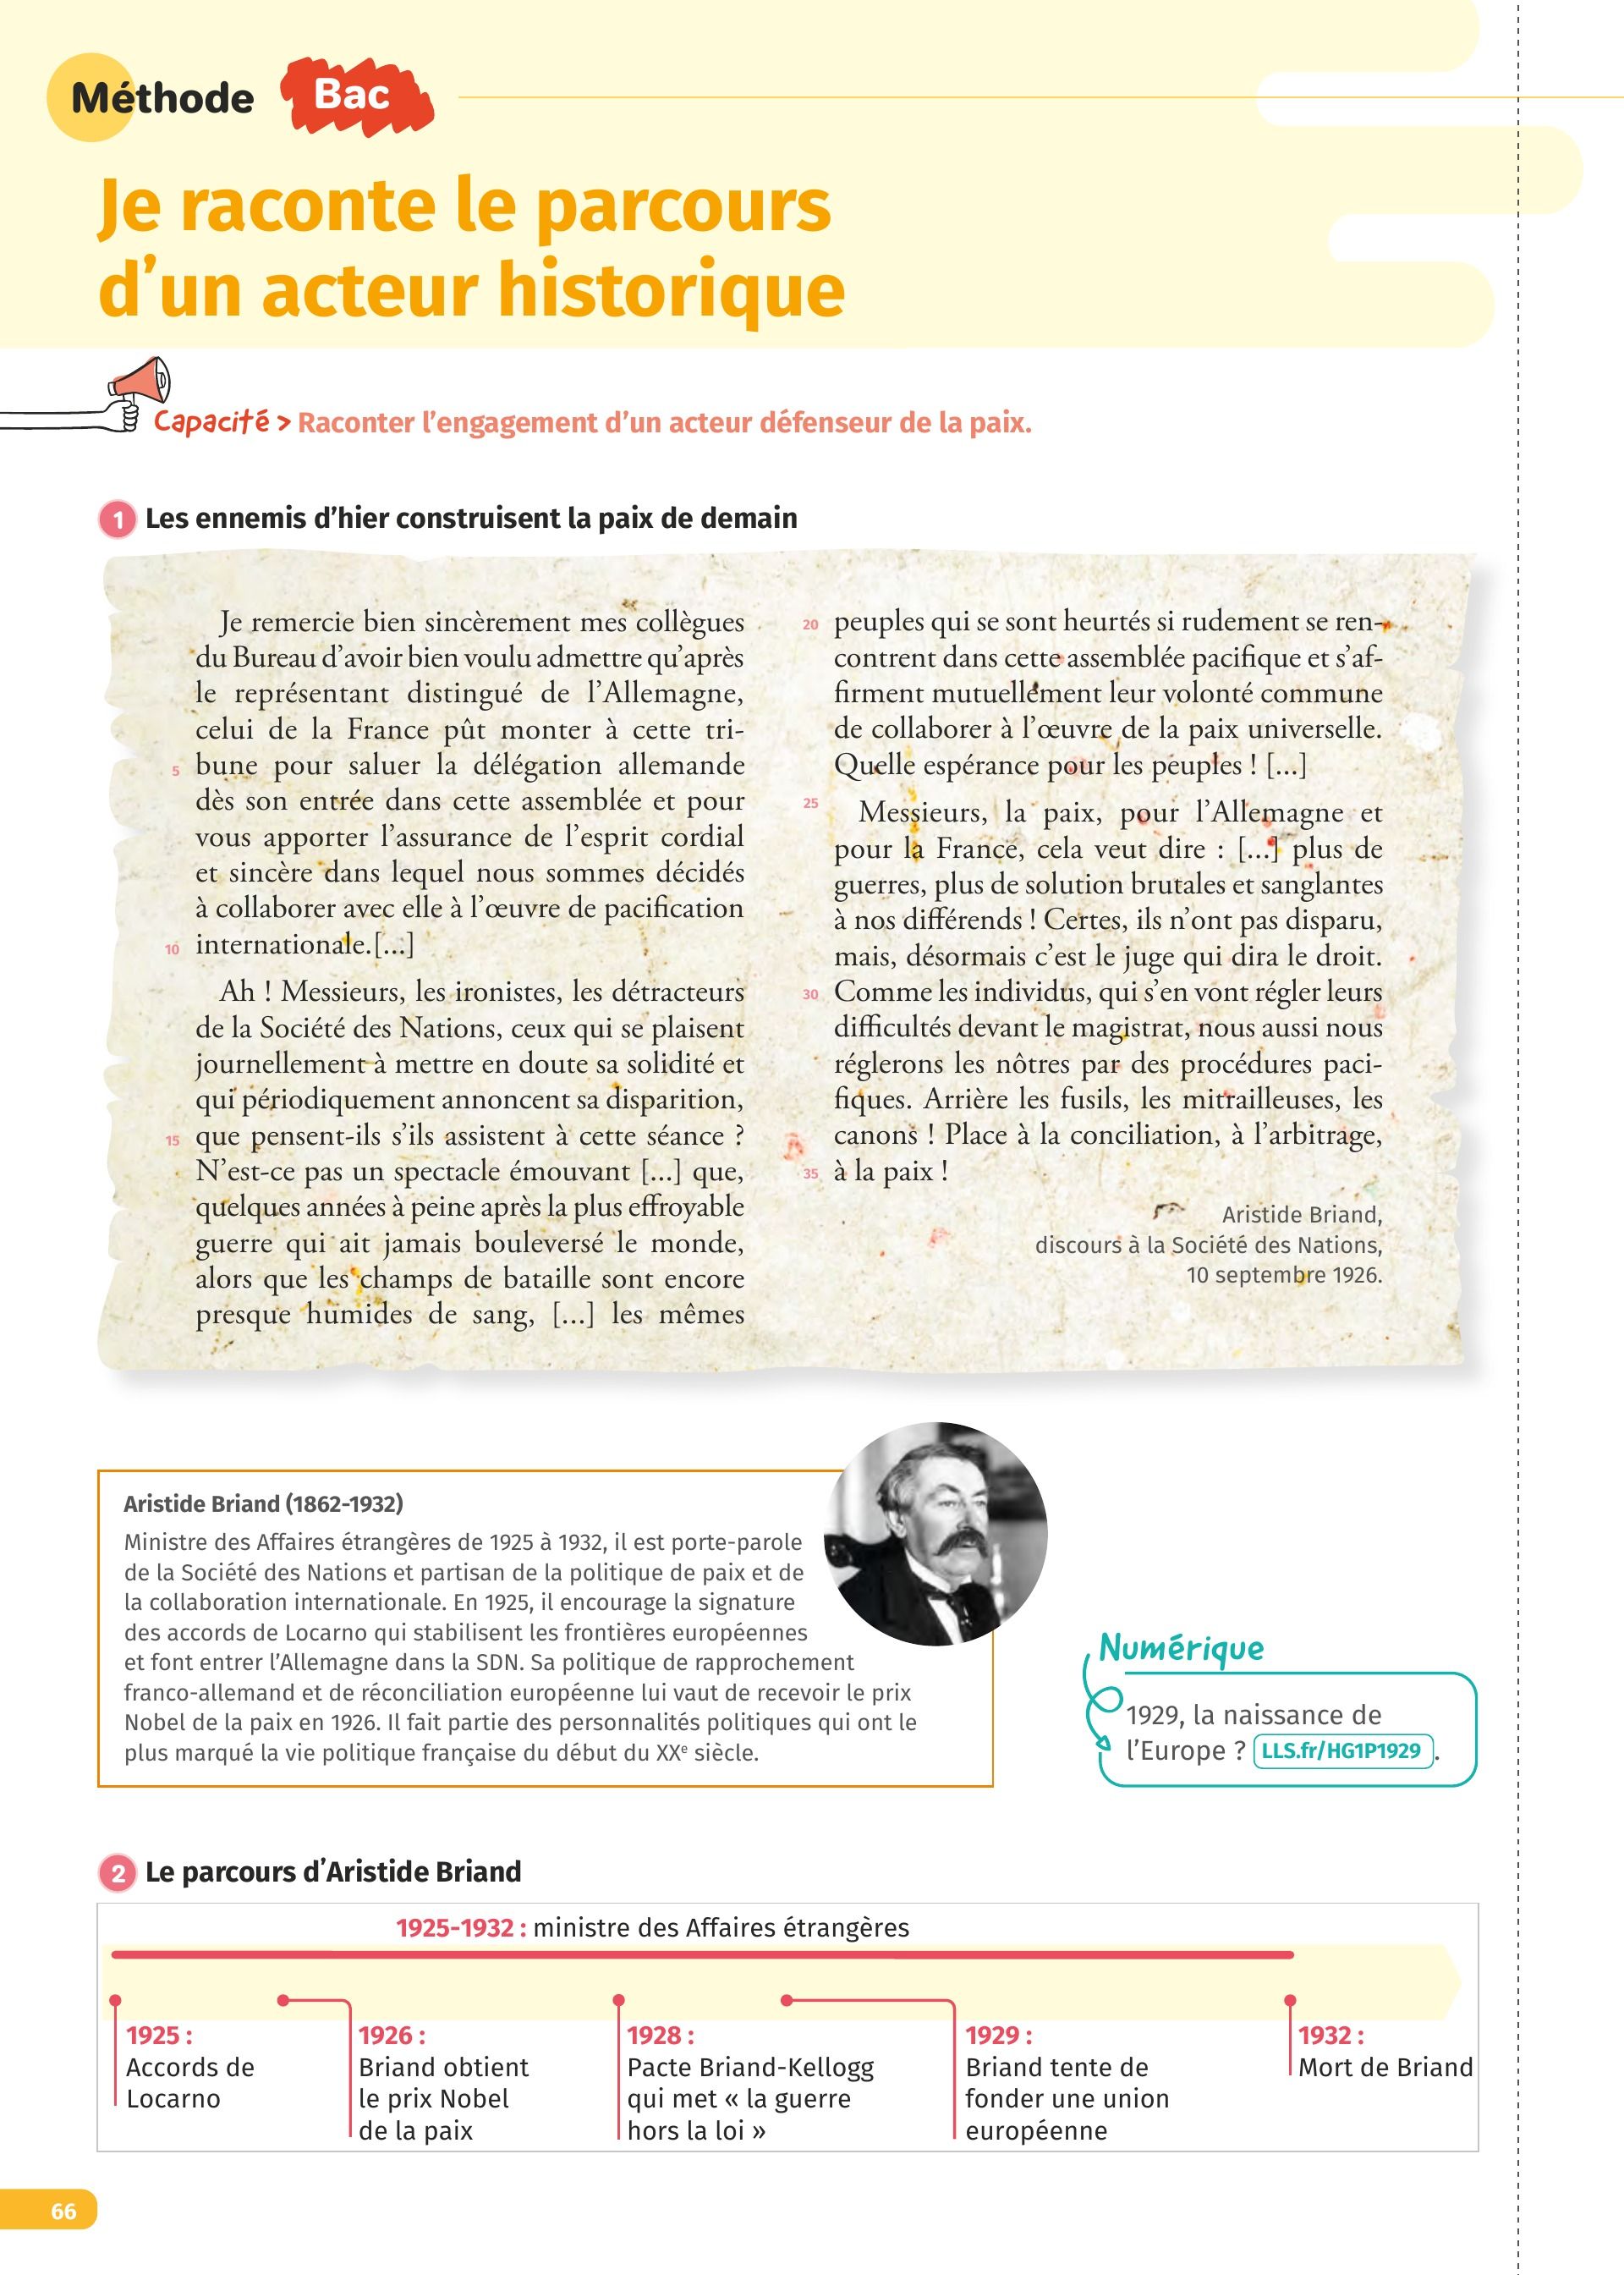 Méthode
Bac
Je raconte le parcours
d'un acteur historique
Capacité > Raconter l'engagement d'un acteur défenseur de la paix.
1 Les ennemis d'hier construisent la paix de demain
Je remercie bien sincèrement mes collègues
du Bureau d'avoir bien voulu admettre qu'après
le représentant distingué de l'Allemagne,
celui de la France pût monter à cette tri-
5 bune pour saluer la délégation allemande
dès son entrée dans cette assemblée et pour
vous apporter l'assurance de l'esprit cordial
et sincère dans lequel nous sommes décidés
à collaborer avec elle à l'œuvre de pacification
10 internationale.[...]
Ah ! Messieurs, les ironistes, les détracteurs
de la Société des Nations, ceux qui se plaisent
journellement à mettre en doute sa solidité et
qui périodiquement annoncent sa disparition,
15 que pensent-ils s'ils assistent à cette séance ?
N'est-ce pas un spectacle émouvant [...] que,
quelques années à peine après la plus effroyable
guerre qui ait jamais bouleversé le monde,
alors que les champs de bataille sont encore
presque humides de sang, [...] les mêmes
20 peuples qui se sont heurtés si rudement se ren-
contrent dans cette assemblée pacifique et s'af-
firment mutuellement leur volonté commune
de collaborer à l'œuvre de la paix universelle.
Quelle espérance pour les peuples ! [...]
25 Messieurs, la paix, pour l'Allemagne et
pour la France, cela veut dire : [...] plus de
guerres, plus de solution brutales et sanglantes
à nos différends ! Certes, ils n'ont pas disparu,
mais, désormais c'est le juge qui dira le droit.
30 Comme les individus, qui s'en vont régler leurs
difficultés devant le magistrat, nous aussi nous
réglerons les nôtres par des procédures paci-
fiques. Arrière les fusils, les mitrailleuses, les
canons ! Place à la conciliation, à l'arbitrage,
35 à la paix !
Aristide Briand,
discours à la Société des Nations,
10 septembre 1926.
Aristide Briand (1862-1932)
Ministre des Affaires étrangères de 1925 à 1932, il est porte-parole
de la Société des Nations et partisan de la politique de paix et de
la collaboration internationale. En 1925, il encourage la signature
des accords de Locarno qui stabilisent les frontières européennes
et font entrer l'Allemagne dans la SDN. Sa politique de rapprochement
franco-allemand et de réconciliation européenne lui vaut de recevoir le prix
Nobel de la paix en 1926. Il fait partie des personnalités politiques qui ont le
plus marqué la vie politique française du début du XXe siècle.
Numérique
1929, la naissance de
l'Europe ? LLS.fr/HG1P1929 .
2 Le parcours d'Aristide Briand
1925-1932 : ministre des Affaires étrangères
1925 :
Accords de
Locarno
1926 :
Briand obtient
le prix Nobel
de la paix
1928 :
Pacte Briand-Kellogg
qui met « la guerre
hors la loi »
1929 :
Briand tente de
fonder une union
européenne
1932 :
Mort de Briand
66